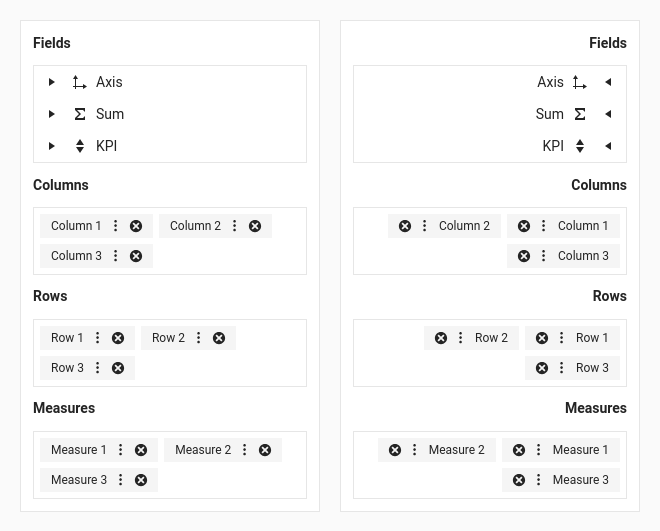 Fields
Axis
Sum
KPI
Columns
Column 1 Column 2
Column 3
Rows
Row 1 Row 2
Row 3
Measures
Measure 1 Measure 2
Measure 3
Fields
Axis
Sum
KPI
Columns
Column 2 Column 1
Column 3
Rows
Row 2 Row 1
Row 3
Measures
Measure 2 Measure 1
Measure 3